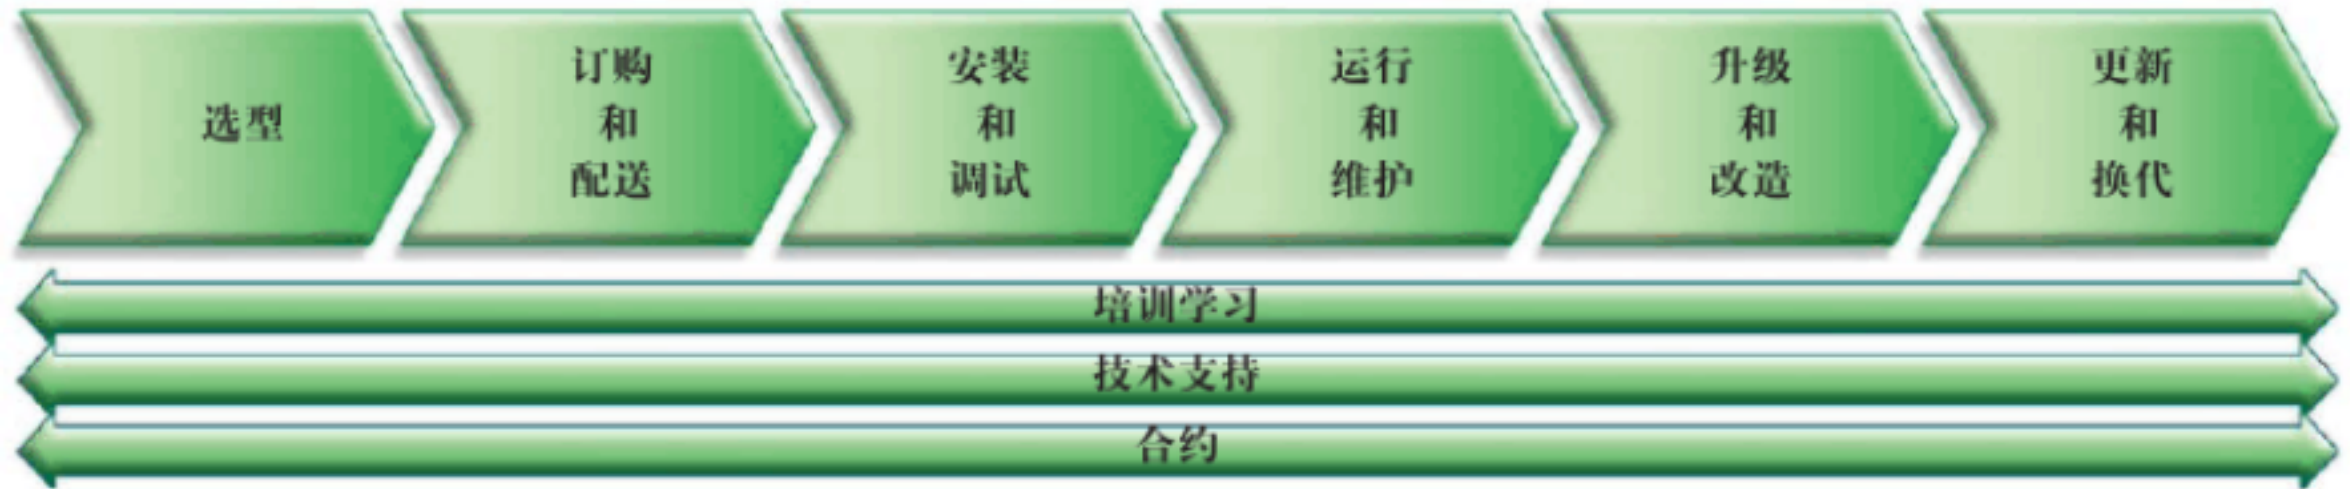 选型
订购
和
配送
安装
和
调试
运行
和
维护
升级
和
改造
更新
和
换代
培训学习
技术支持
合约